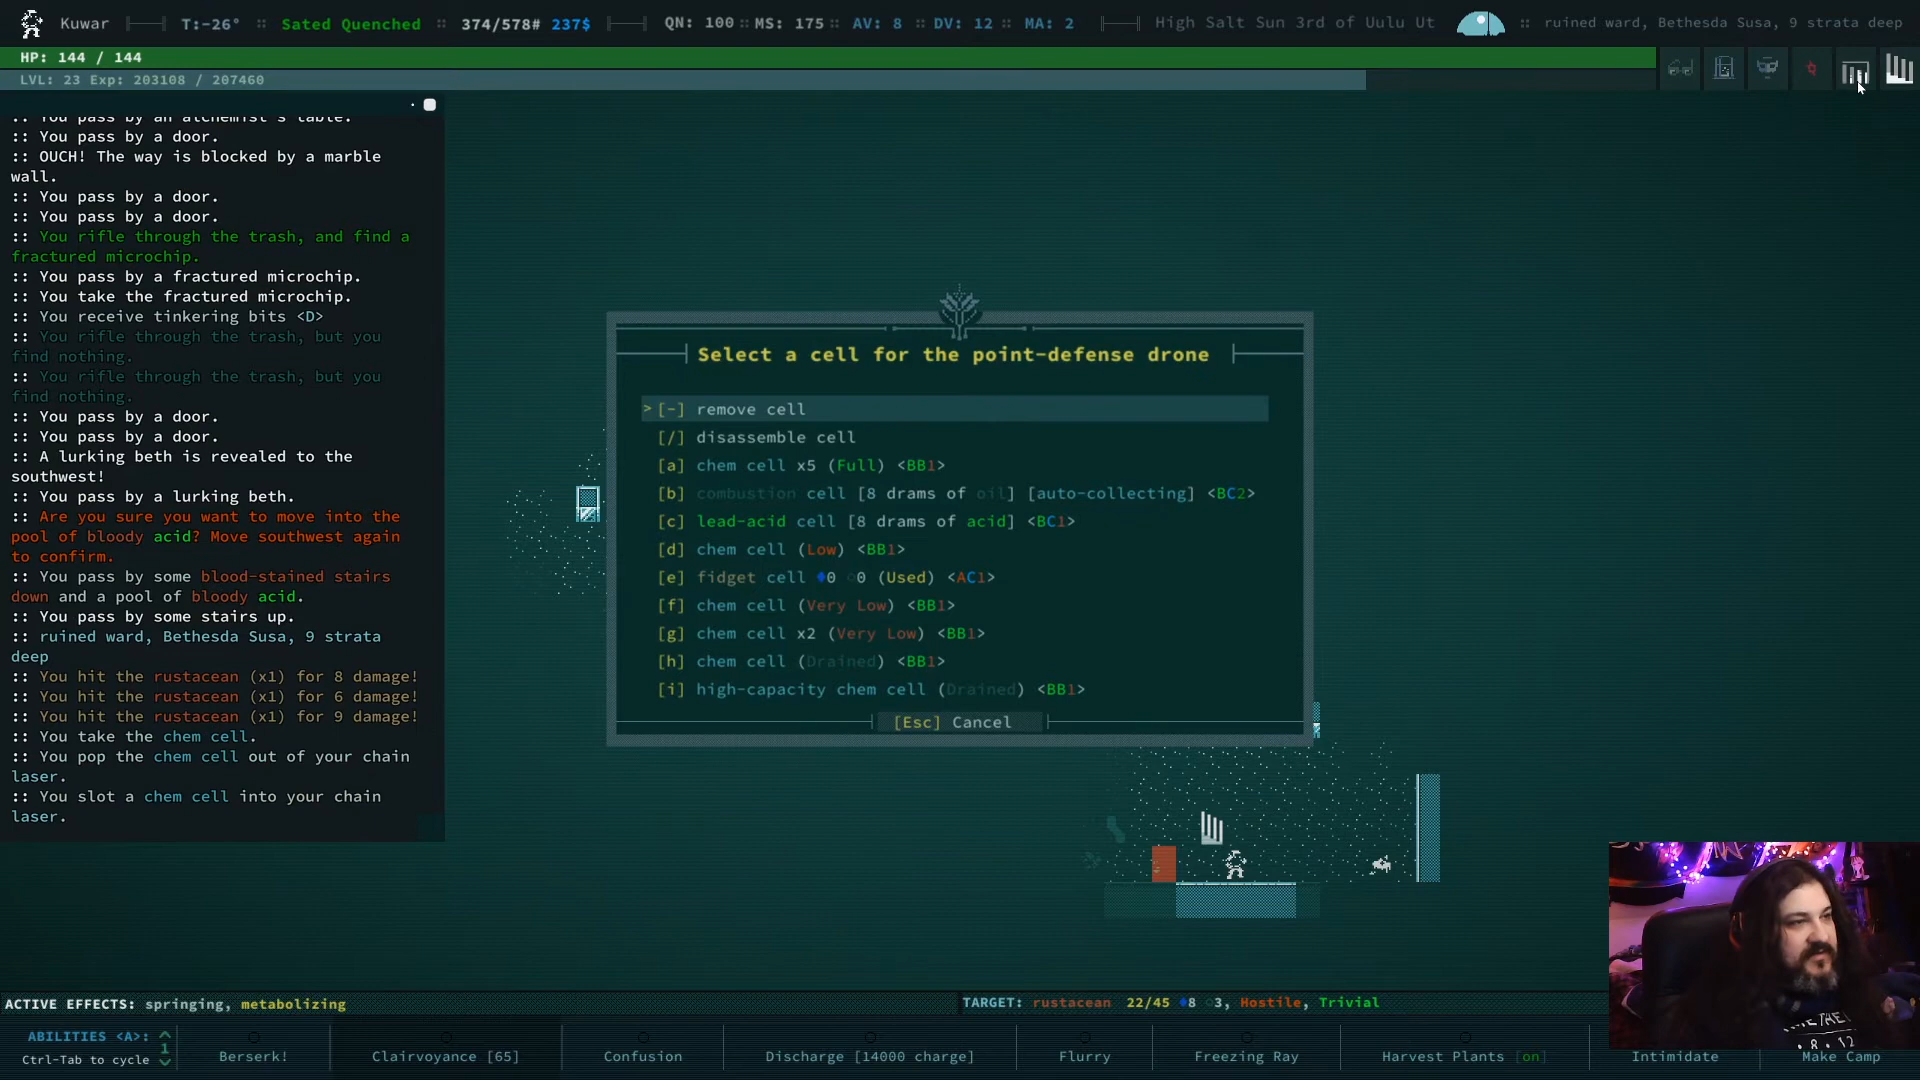 Kuwar T:-26° :: Sated Quenched :: 374/578# 237$ QN: 100:: MS: 175:: AV: 8 :: DV: 12 :: MA: 2 High Salt Sun 3rd of Uulu Ut :: ruined ward, Bethesda Susa, 9 strata deep
HP: 144 / 144
LVL: 23 Exp: 203108 / 207460
:: You pass by an alchemist's table.
:: You pass by a door.
:: OUCH! The way is blocked by a marble
wall.
:: You pass by a door.
:: You pass by a door.
:: You rifle through the trash, and find a
fractured microchip.
:: You pass by a fractured microchip.
:: You take the fractured microchip.
:: You receive tinkering bits <D>
:: You rifle through the trash, but you
find nothing.
:: You rifle through the trash, but you
find nothing.
:: You pass by a door.
:: You pass by a door.
:: A lurking beth is revealed to the
southwest!
:: You pass by a lurking beth.
:: Are you sure you want to move into the
pool of bloody acid? Move southwest again
to confirm.
:: You pass by some blood-stained stairs
down and a pool of bloody acid.
:: You pass by some stairs up.
:: ruined ward, Bethesda Susa, 9 strata
deep
:: You hit the rustacean (x1) for 8 damage!
:: You hit the rustacean (x1) for 6 damage!
:: You hit the rustacean (x1) for 9 damage!
:: You take the chem cell.
:: You pop the chem cell out of your chain
laser.
:: You slot a chem cell into your chain
laser.
Select a cell for the point-defense drone
> [-] remove cell
[/] disassemble cell
[a] chem cell x5 (Full) <BB1>
[b] combustion cell [8 drams of oil] [auto-collecting] <BC2>
[c] lead-acid cell [8 drams of acid] <BC1>
[d] chem cell (Low) <BB1>
[e] fidget cell ♦0 ○0 (Used) <AC1>
[f] chem cell (Very Low) <BB1>
[g] chem cell x2 (Very Low) <BB1>
[h] chem cell (Drained) <BB1>
[i] high-capacity chem cell (Drained) <BB1>
[Esc] Cancel
ACTIVE EFFECTS: springing, metabolizing
TARGET: rustacean 22/45 ♦8 ○3, Hostile, Trivial
ABILITIES <A>: 1
Ctrl-Tab to cycle
Berserk! Clairvoyance [65] Confusion Discharge [14000 charge] Flurry Freezing Ray Harvest Plants [on] Intimidate Make Camp